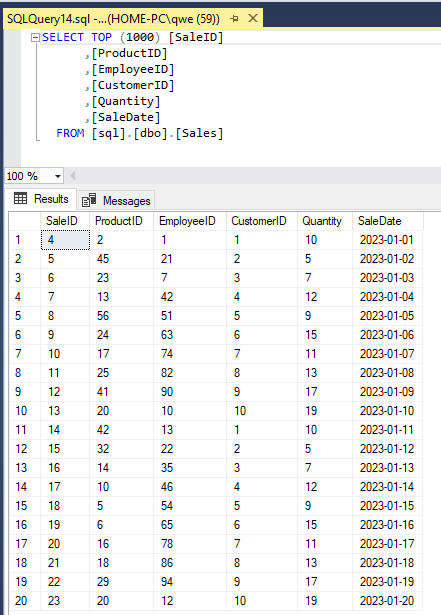 SQLQuery14.sql -...(HOME-PC\qwe (59))
SELECT TOP (1000) [SaleID]
,[ProductID]
,[EmployeeID]
,[CustomerID]
,[Quantity]
,[SaleDate]
FROM [sql].[dbo].[Sales]
100 %
Results Messages
SaleID ProductID EmployeeID CustomerID Quantity SaleDate
1 4 2 1 1 10 2023-01-01
2 5 45 21 2 5 2023-01-02
3 6 23 7 3 7 2023-01-03
4 7 13 42 4 12 2023-01-04
5 8 56 51 5 9 2023-01-05
6 9 24 63 6 15 2023-01-06
7 10 17 74 7 11 2023-01-07
8 11 25 82 8 13 2023-01-08
9 12 41 90 9 17 2023-01-09
10 13 20 10 10 19 2023-01-10
11 14 42 13 1 10 2023-01-11
12 15 32 22 2 5 2023-01-12
13 16 14 35 3 7 2023-01-13
14 17 10 46 4 12 2023-01-14
15 18 5 54 5 9 2023-01-15
16 19 6 65 6 15 2023-01-16
17 20 16 78 7 11 2023-01-17
18 21 18 86 8 13 2023-01-18
19 22 29 94 9 17 2023-01-19
20 23 20 12 10 19 2023-01-20